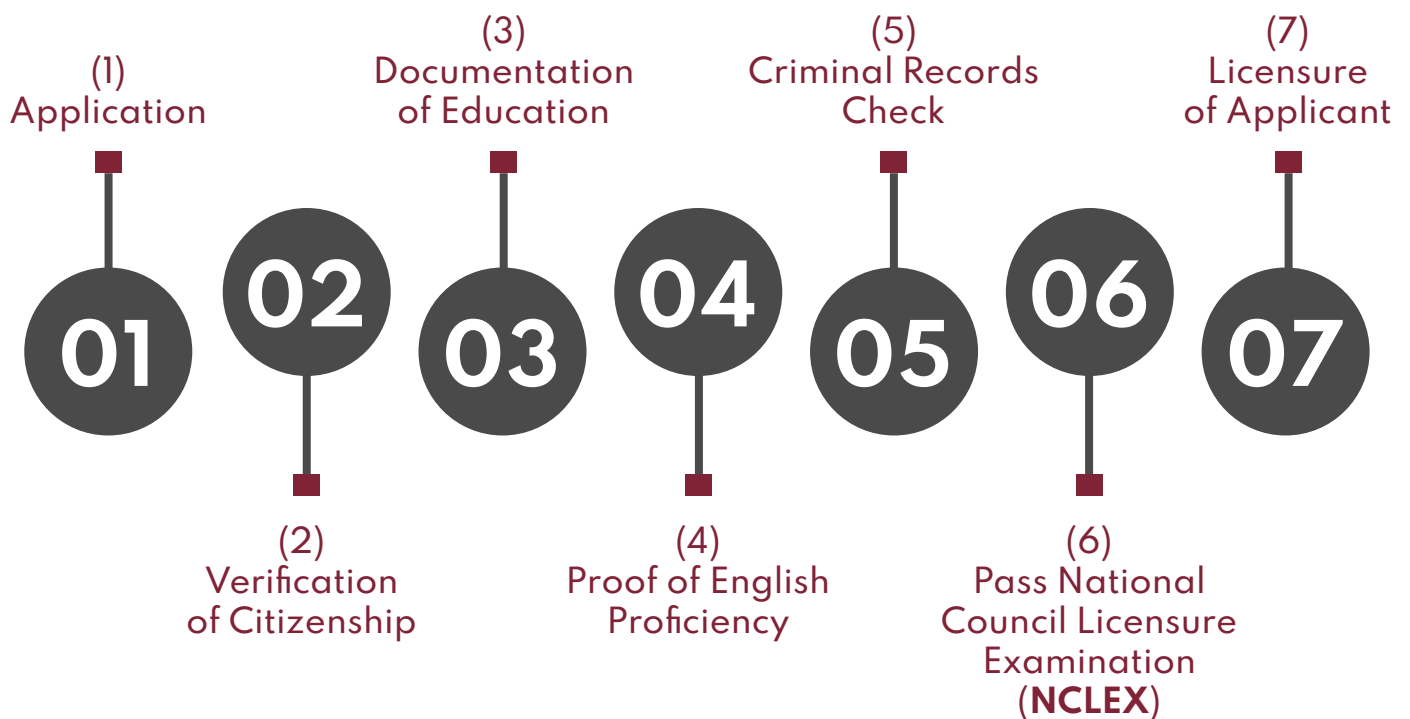 (1)
Application
01
02
(2)
Verification
of Citizenship
(3)
Documentation
of Education
03
04
(4)
Proof of English
Proficiency
(5)
Criminal Records
Check
05
06
(6)
Pass National
Council Licensure
Examination
(NCLEX)
(7)
Licensure
of Applicant
07